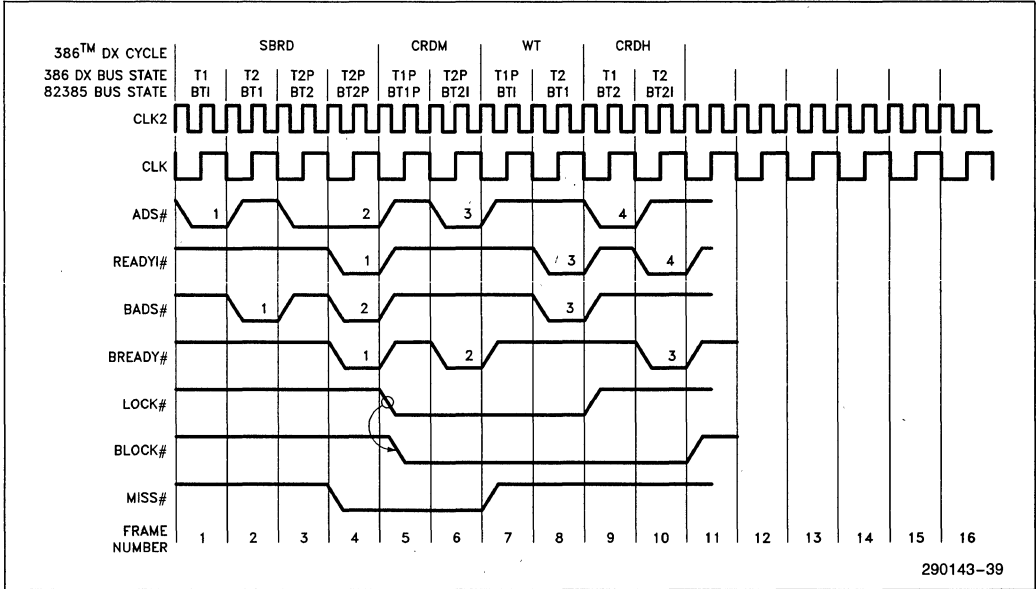 386™ DX CYCLE SBRD CRDM WT CRDH
386 DX BUS STATE T1 T2 T2P T2P T1P T2P T1P T2 T1 T2
82385 BUS STATE BTI BT1 BT2 BT2P BT1P BT2I BTI BT1 BT2 BT2I
CLK2
CLK
ADS# 1 2 3 4
READYI# 1 3 4
BADS# 1 2 3
BREADY# 1 2 3
LOCK#
BLOCK#
MISS#
FRAME
NUMBER 1 2 3 4 5 6 7 8 9 10 11 12 13 14 15 16
290143-39